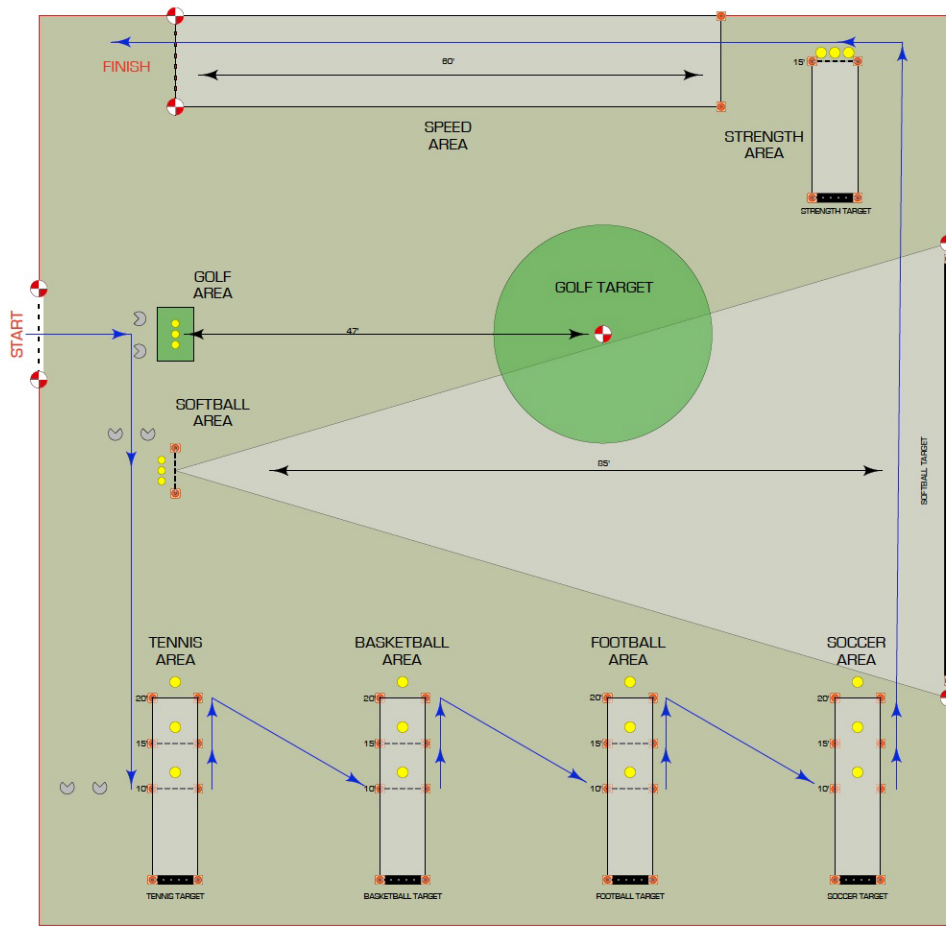 FINISH
60'
15'
SPEED
AREA
STRENGTH
AREA
STRENGTH TARGET
GOLF
AREA
GOLF TARGET
START
47'
SOFTBALL
AREA
65'
SOFTBALL TARGET
TENNIS
AREA
BASKETBALL
AREA
FOOTBALL
AREA
SOCCER
AREA
20'
20'
20'
20'
15'
15'
15'
15'
10'
10'
10'
10'
TENNIS TARGET
BASKETBALL TARGET
FOOTBALL TARGET
SOCCER TARGET